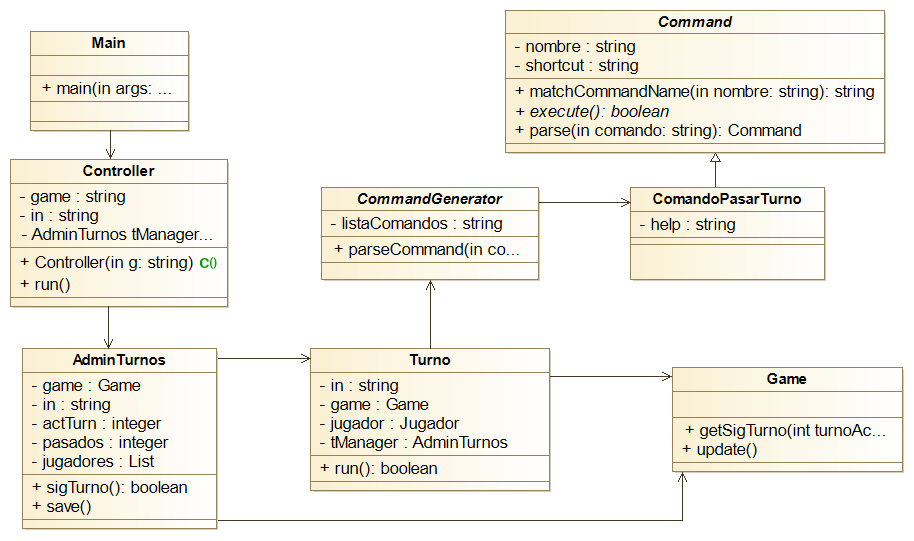 Main
+ main(in args: ...
Controller
- game : string
- in : string
- AdminTurnos tManager...
+ Controller(in g: string) C()
+ run()
AdminTurnos
- game : Game
- in : string
- actTurn : integer
- pasados : integer
- jugadores : List
+ sigTurno(): boolean
+ save()
Command
- nombre : string
- shortcut : string
+ matchCommandName(in nombre: string): string
+ execute(): boolean
+ parse(in comando: string): Command
CommandGenerator
- listaComandos : string
+ parseCommand(in co...
ComandoPasarTurno
- help : string
Turno
- in : string
- game : Game
- jugador : Jugador
- tManager : AdminTurnos
+ run(): boolean
Game
+ getSigTurno(int turnoAc...
+ update()